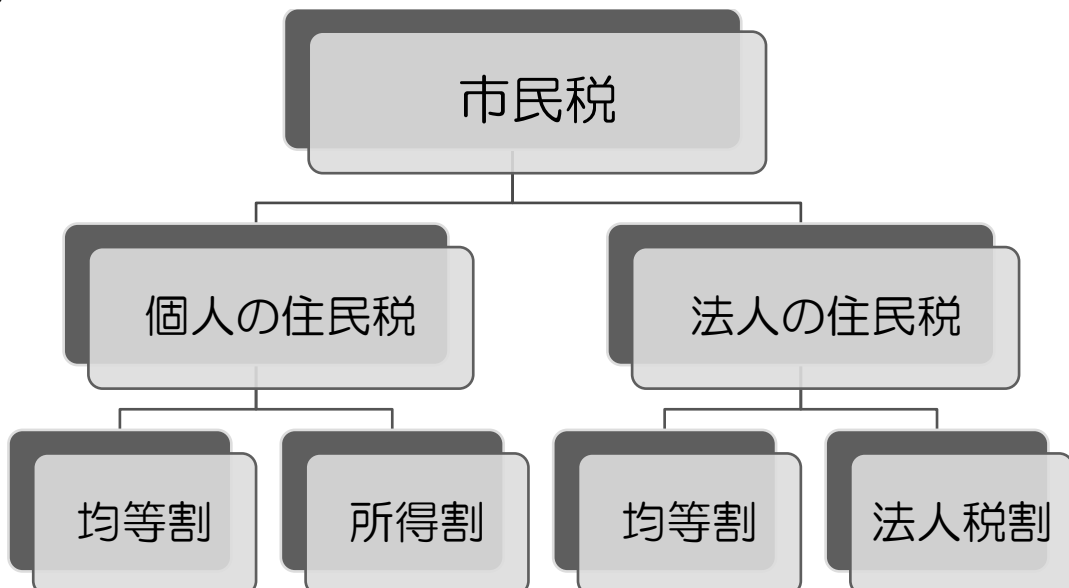 市民税
個人の住民税
法人の住民税
均等割
所得割
均等割
法人税割